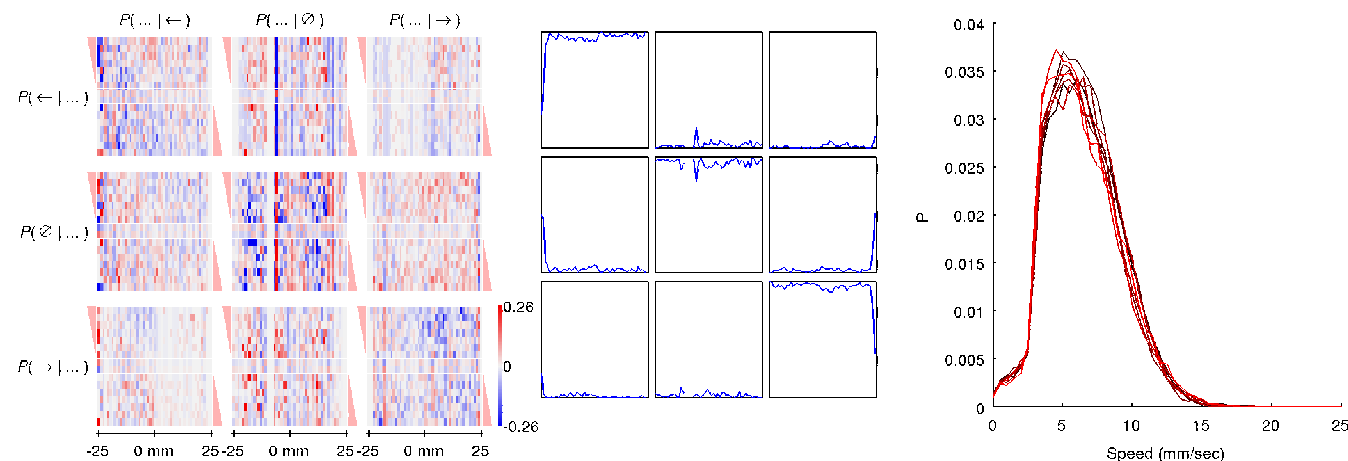 P( ... | ← ) P( ... | ∅ ) P( ... | → )
P( ← | ... )
P( ∅ | ... )
P( → | ... )
0.26
0
-0.26
-25 0 mm 25 -25 0 mm 25 -25 0 mm 25
0.04
0.035
0.03
0.025
0.02
0.015
0.01
0.005
0
P
0 5 10 15 20 25
Speed (mm/sec)